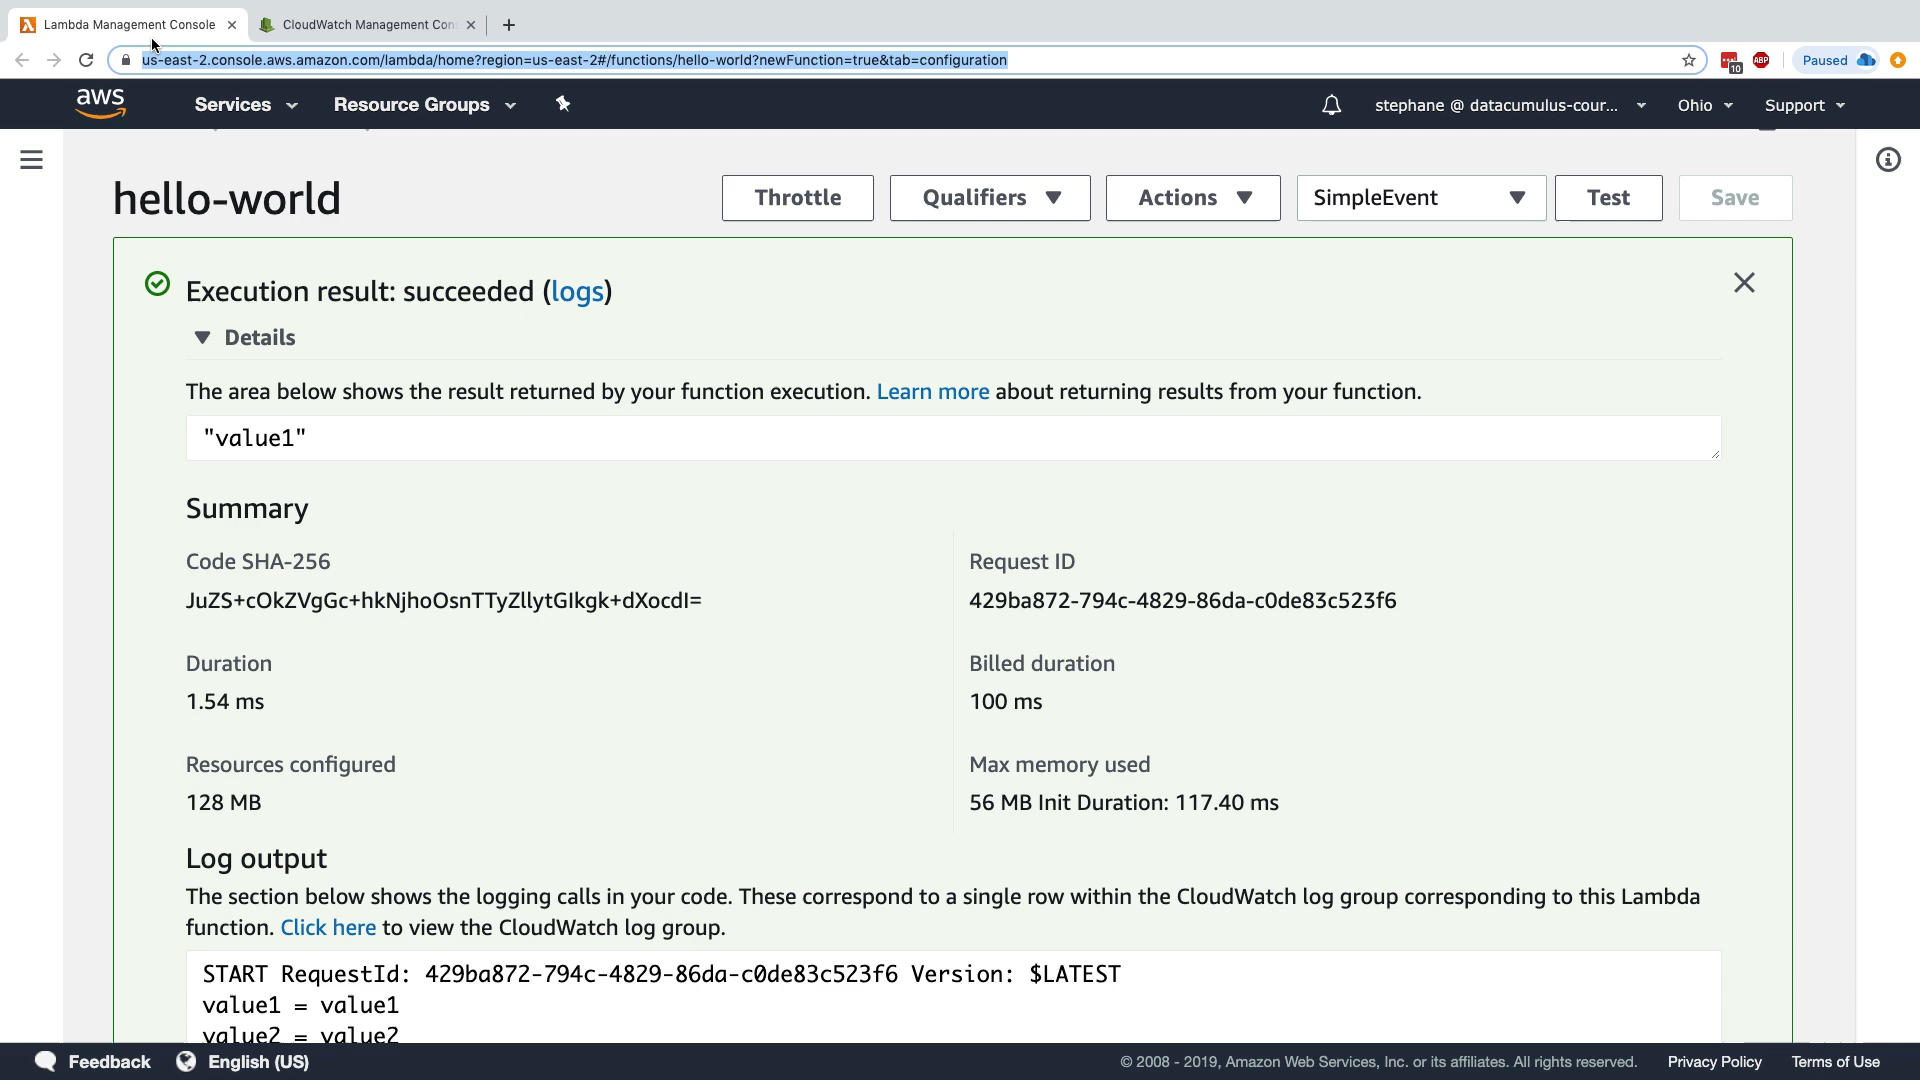 Lambda Management Console
CloudWatch Management Con
us-east-2.console.aws.amazon.com/lambda/home?region=us-east-2#/functions/hello-world?newFunction=true&tab=configuration
10
ABP
Paused
aws
Services
Resource Groups
stephane @ datacumulus-cour...
Ohio
Support
hello-world
Throttle
Qualifiers
Actions
SimpleEvent
Test
Save
Execution result: succeeded (logs)
Details
The area below shows the result returned by your function execution. Learn more about returning results from your function.
"value1"
Summary
Code SHA-256
JuZS+cOkZVgGc+hkNjhoOsnTTyZllytGIkgk+dXocdI=
Request ID
429ba872-794c-4829-86da-c0de83c523f6
Duration
1.54 ms
Billed duration
100 ms
Resources configured
128 MB
Max memory used
56 MB Init Duration: 117.40 ms
Log output
The section below shows the logging calls in your code. These correspond to a single row within the CloudWatch log group corresponding to this Lambda
function. Click here to view the CloudWatch log group.
START RequestId: 429ba872-794c-4829-86da-c0de83c523f6 Version: $LATEST
value1 = value1
value2 = value2
Feedback
English (US)
© 2008 - 2019, Amazon Web Services, Inc. or its affiliates. All rights reserved.
Privacy Policy
Terms of Use